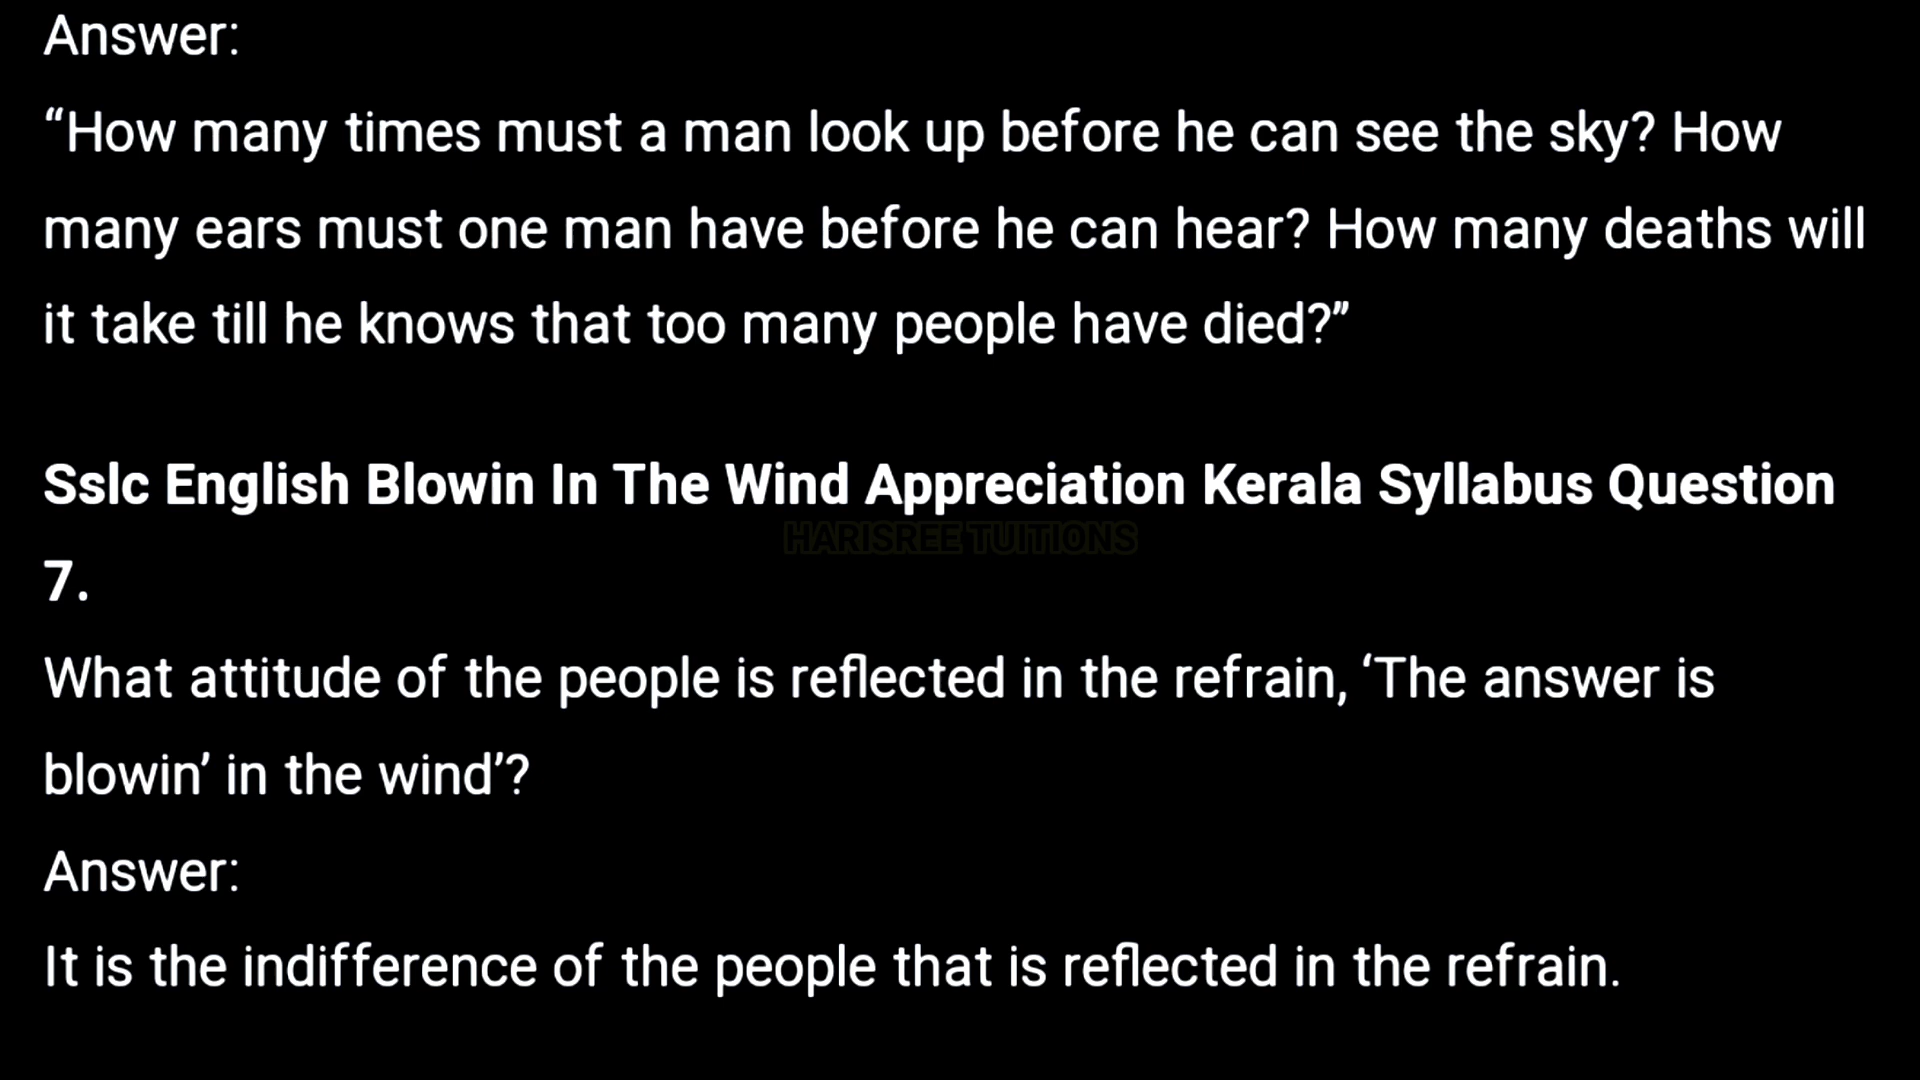 Answer:
“How many times must a man look up before he can see the sky? How
many ears must one man have before he can hear? How many deaths will
it take till he knows that too many people have died?”
Sslc English Blowin In The Wind Appreciation Kerala Syllabus Question
HARISREE TUITIONS
7.
What attitude of the people is reflected in the refrain, ‘The answer is
blowin’ in the wind’?
Answer:
It is the indifference of the people that is reflected in the refrain.